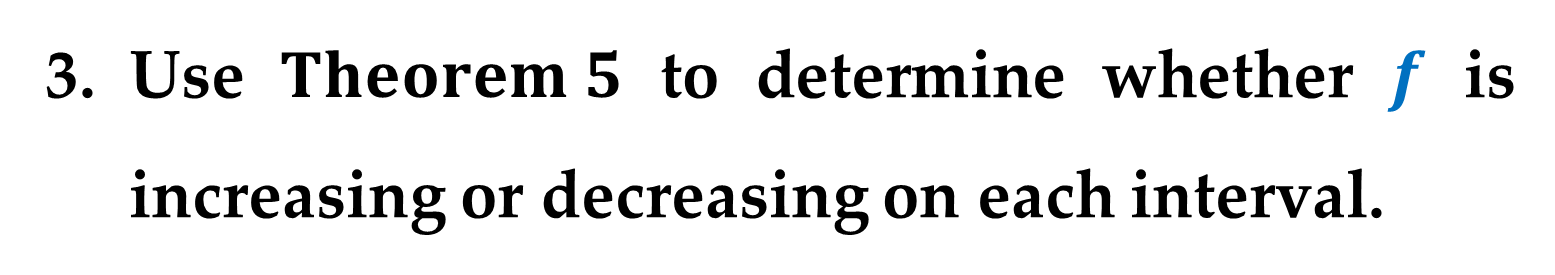 3. Use Theorem 5 to determine whether f is
increasing or decreasing on each interval.